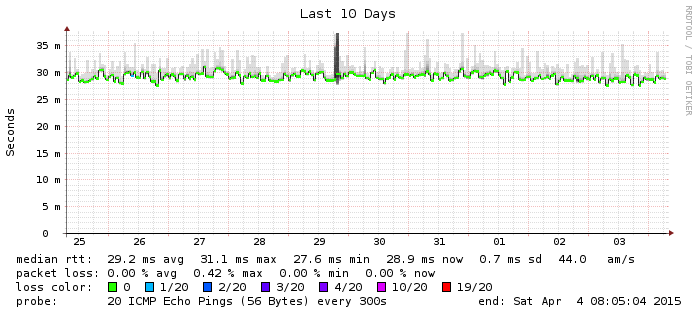 Last 10 Days
RRDTOOL / TOBI OETIKER
Seconds
35 m
30 m
25 m
20 m
15 m
10 m
5 m
0
25 26 27 28 29 30 31 01 02 03
median rtt: 29.2 ms avg 31.1 ms max 27.6 ms min 28.9 ms now 0.7 ms sd 44.0 am/s
packet loss: 0.00 % avg 0.42 % max 0.00 % min 0.00 % now
loss color: 0 1/20 2/20 3/20 4/20 10/20 19/20
probe: 20 ICMP Echo Pings (56 Bytes) every 300s end: Sat Apr 4 08:05:04 2015